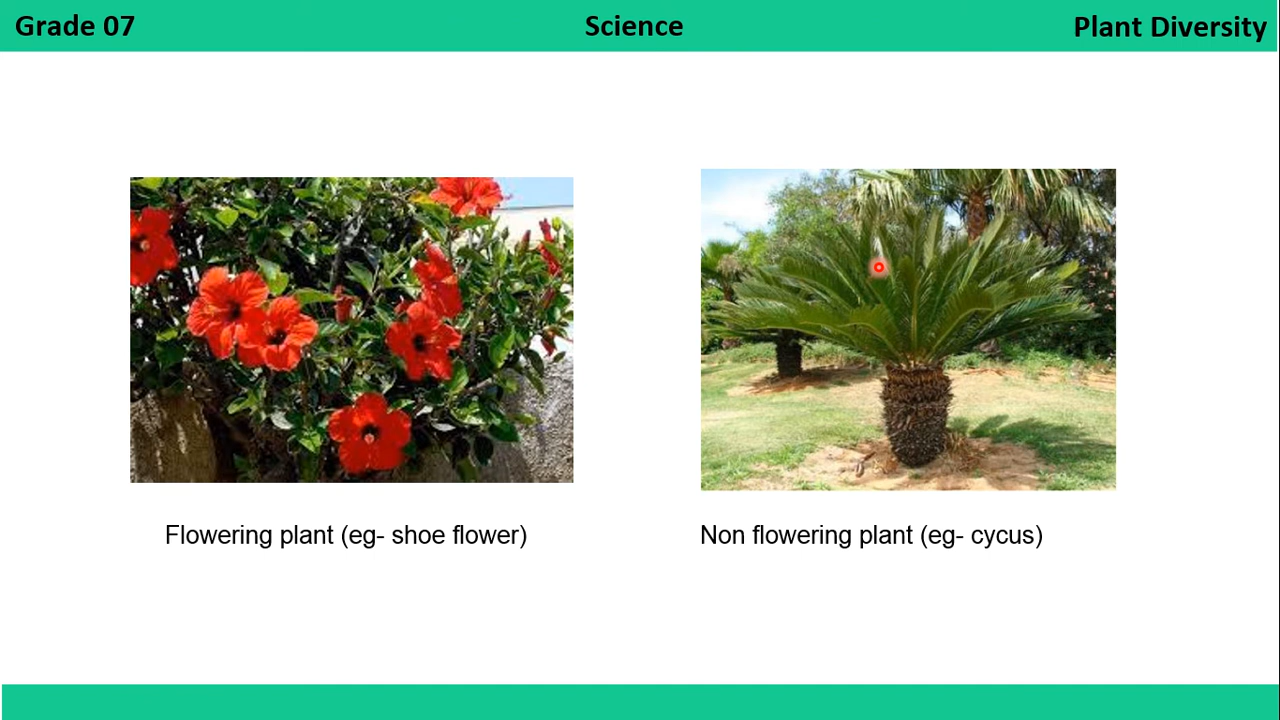 Grade 07
Science
Plant Diversity
Flowering plant (eg- shoe flower)
Non flowering plant (eg- cycus)